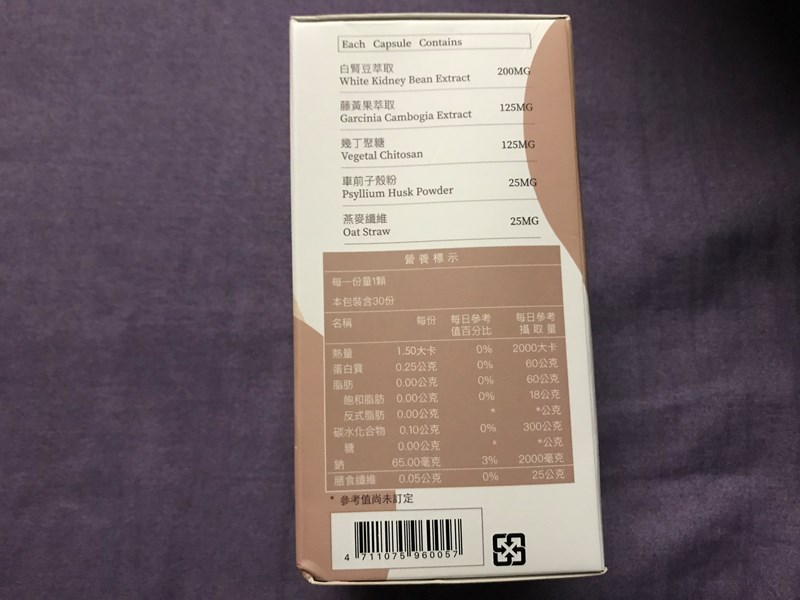 Each Capsule Contains
白腎豆萃取
White Kidney Bean Extract 200MG
藤黃果萃取
Garcinia Cambogia Extract 125MG
幾丁聚糖
Vegetal Chitosan 125MG
車前子殼粉
Psyllium Husk Powder 25MG
燕麥纖維
Oat Straw 25MG
營養標示
每一份量1顆
本包裝含30份
名稱 每份 每日參考值百分比 每日參考攝取量
熱量 1.50大卡 0% 2000大卡
蛋白質 0.25公克 0% 60公克
脂肪 0.00公克 0% 60公克
飽和脂肪 0.00公克 0% 18公克
反式脂肪 0.00公克 * *公克
碳水化合物 0.10公克 0% 300公克
糖 0.00公克 * *公克
鈉 65.00毫克 3% 2000毫克
膳食纖維 0.05公克 0% 25公克
* 參考值尚未訂定
4 711075 960057